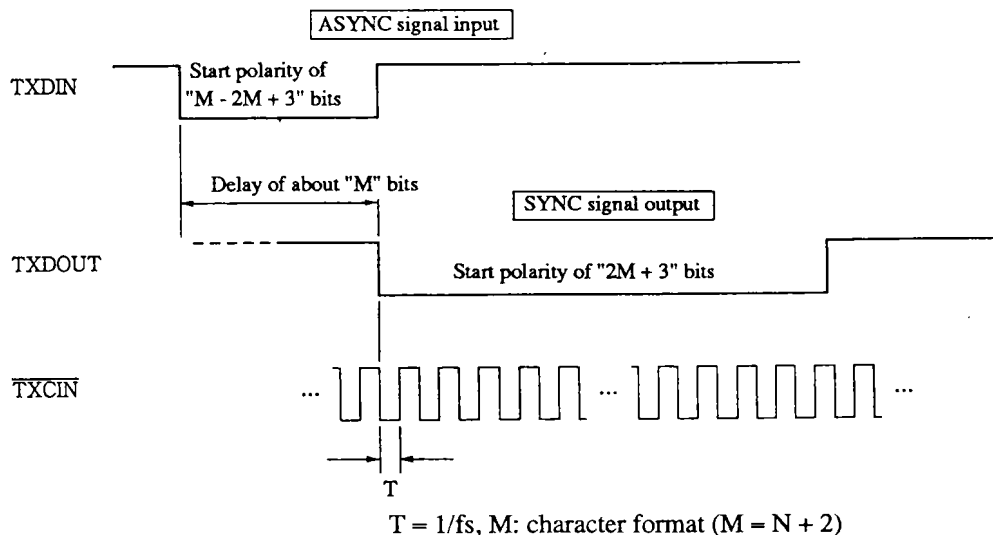 ASYNC signal input
TXDIN
Start polarity of
"M - 2M + 3" bits
Delay of about "M" bits
SYNC signal output
TXDOUT
Start polarity of "2M + 3" bits
TXCIN
... ... ...
T
T = 1/fs, M: character format (M = N + 2)